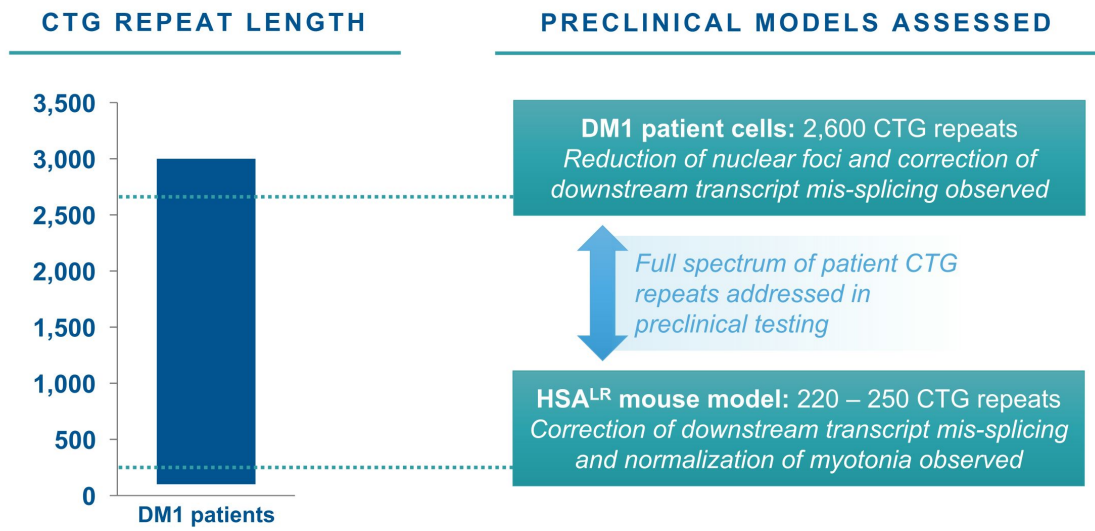 CTG REPEAT LENGTH
3,500
3,000
2,500
2,000
1,500
1,000
500
0
DM1 patients
PRECLINICAL MODELS ASSESSED
DM1 patient cells: 2,600 CTG repeats
Reduction of nuclear foci and correction of
downstream transcript mis-splicing observed
Full spectrum of patient CTG
repeats addressed in
preclinical testing
HSALR mouse model: 220 – 250 CTG repeats
Correction of downstream transcript mis-splicing
and normalization of myotonia observed